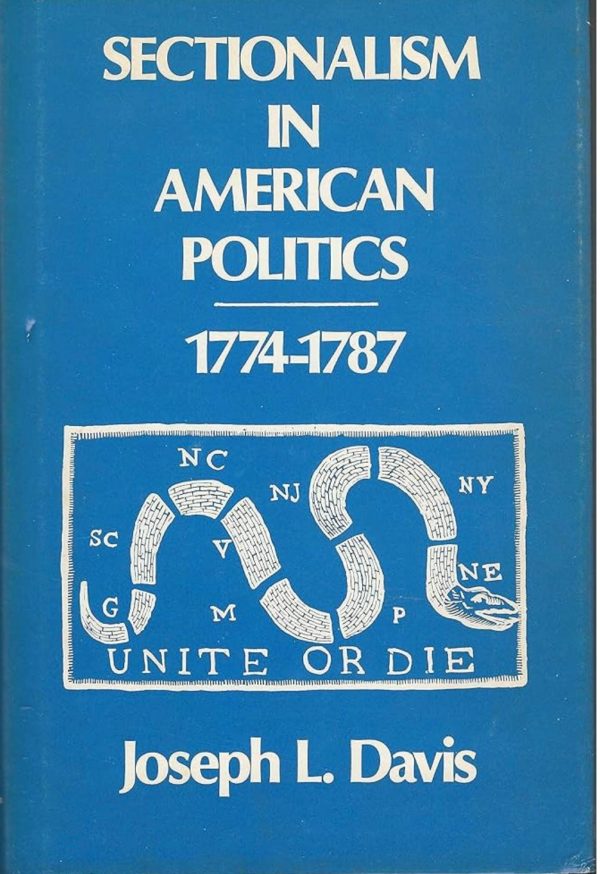 SECTIONALISM
IN
AMERICAN
POLITICS
1774-1787
NC
NJ
NY
SC
V
NE
G
M
P
UNITE OR DIE
Joseph L. Davis